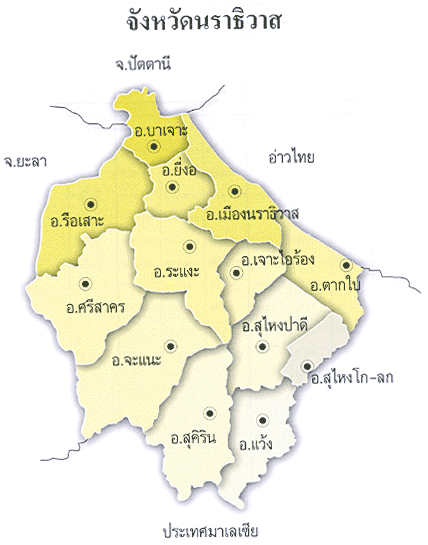 จังหวัดนราธิวาส
จ.ปัตตานี
อ.บาเจาะ
จ.ยะลา
อ่าวไทย
อ.ยี่งอ
อ.รือเสาะ
อ.เมืองนราธิวาส
อ.ระแงะ
อ.เจาะไอร้อง
อ.ตากใบ
อ.ศรีสาคร
อ.สุไหงปาดี
อ.จะแนะ
อ.สุไหงโก-ลก
อ.สุคิริน
อ.แว้ง
ประเทศมาเลเซีย